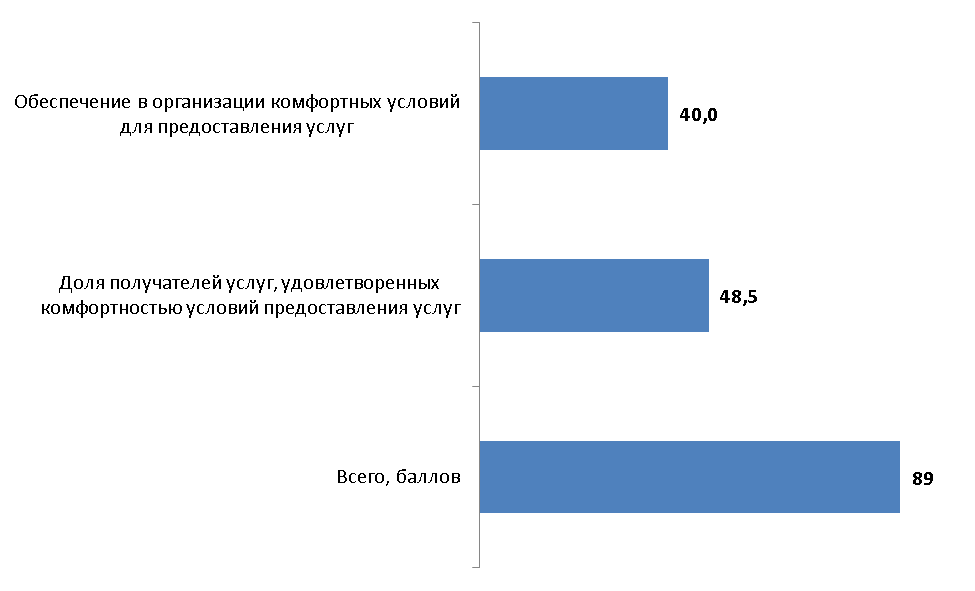 Обеспечение в организации комфортных условий
для предоставления услуг
40,0
Доля получателей услуг, удовлетворенных
комфортностью условий предоставления услуг
48,5
Всего, баллов
89